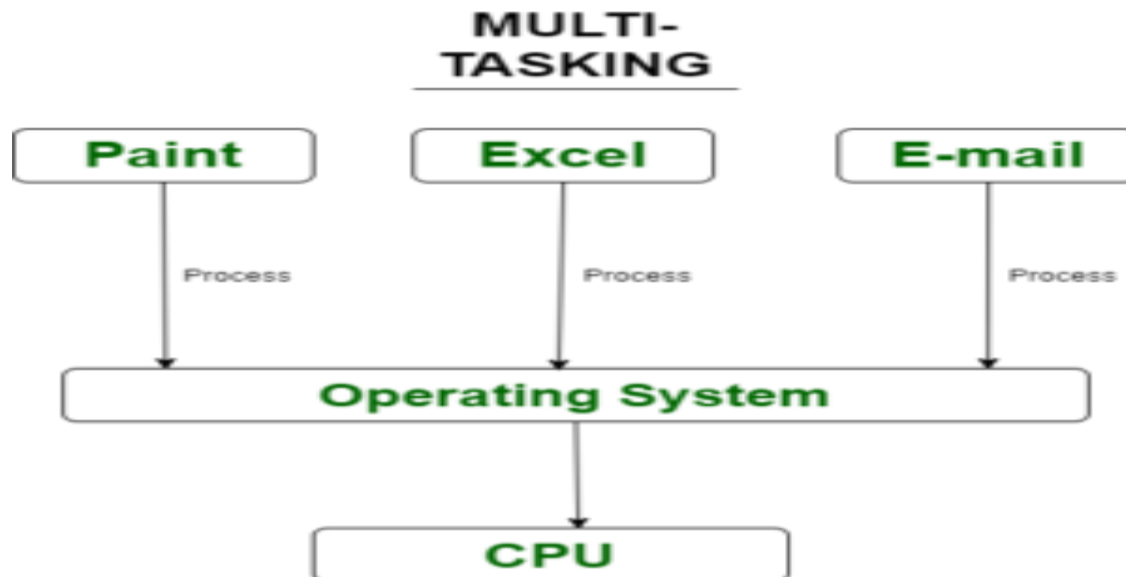 MULTI-
TASKING
Paint Excel E-mail
Process Process Process
Operating System
CPU